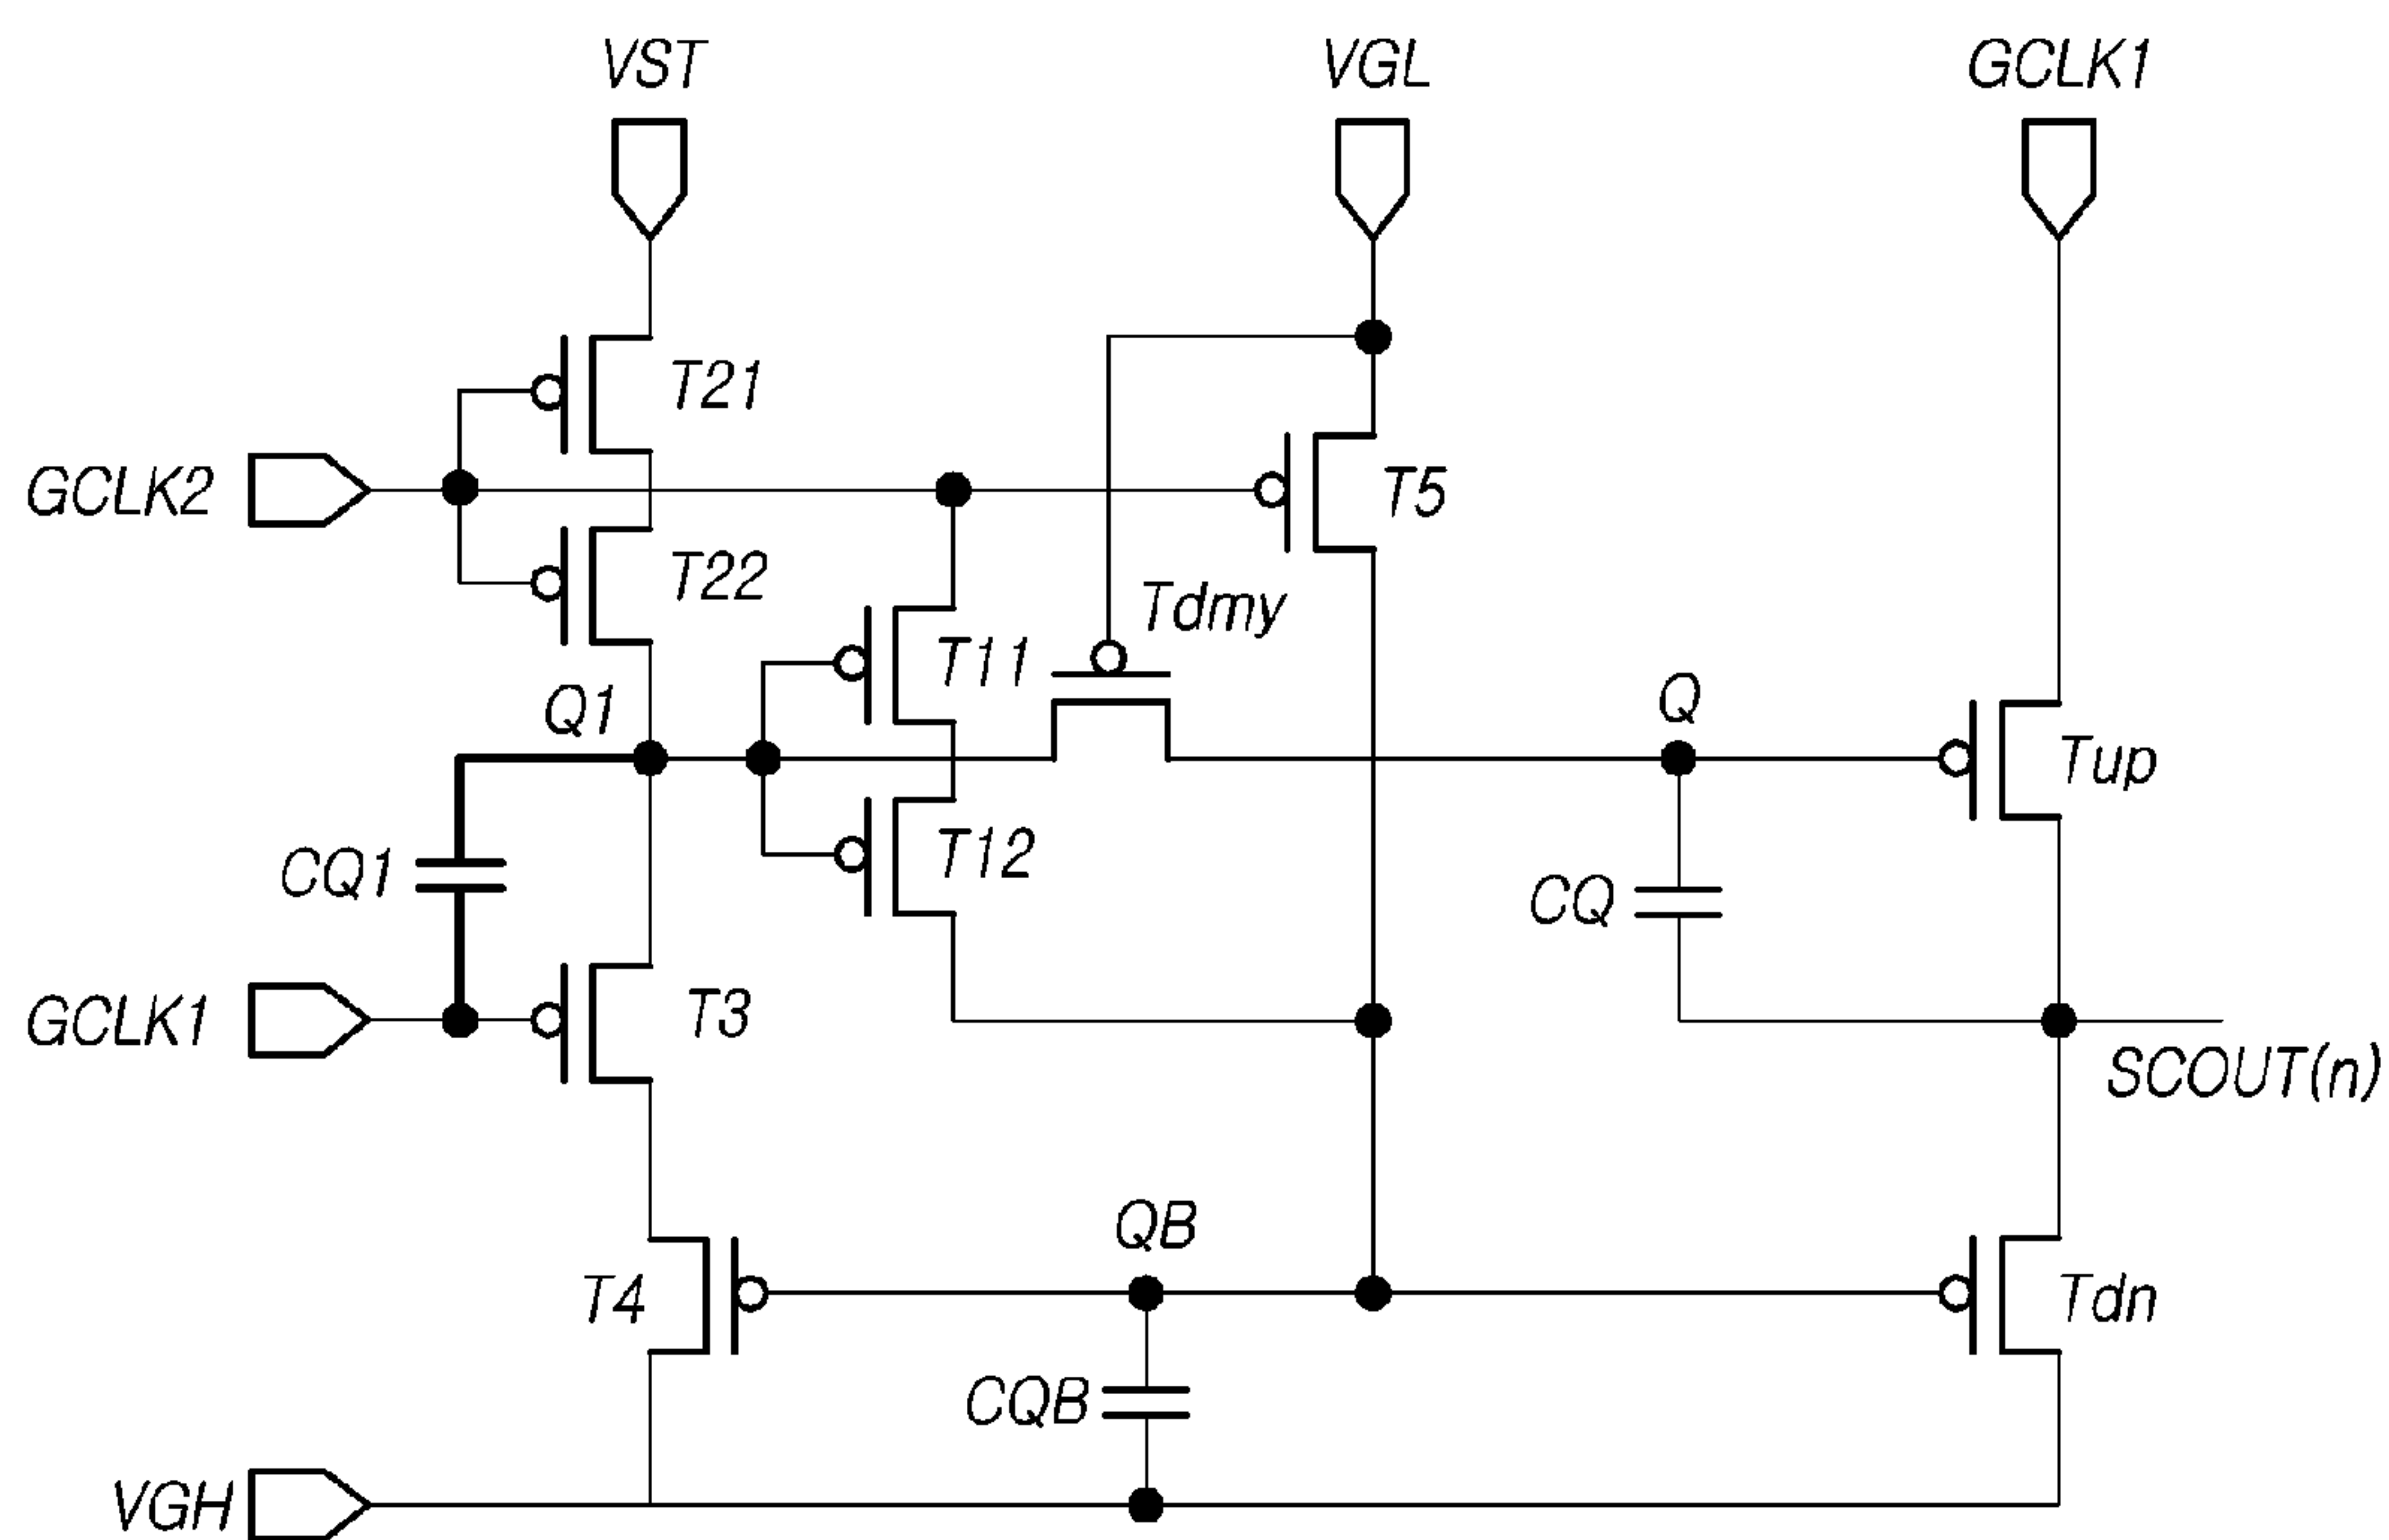 VST
VGL
GCLK1
T21
GCLK2
T5
T22
Tdmy
T11
Q1
Q
Tup
T12
CQ1
CQ
GCLK1
T3
SCOUT(n)
QB
T4
Tdn
CQB
VGH